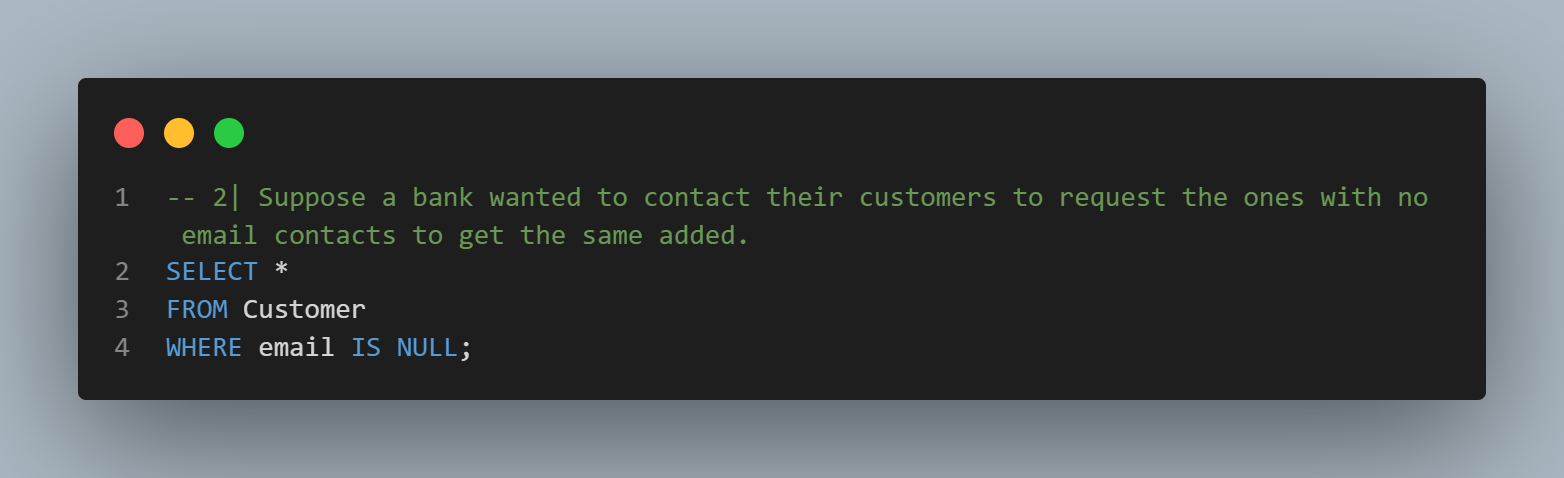 1 -- 2| Suppose a bank wanted to contact their customers to request the ones with no
email contacts to get the same added.
2 SELECT *
3 FROM Customer
4 WHERE email IS NULL;